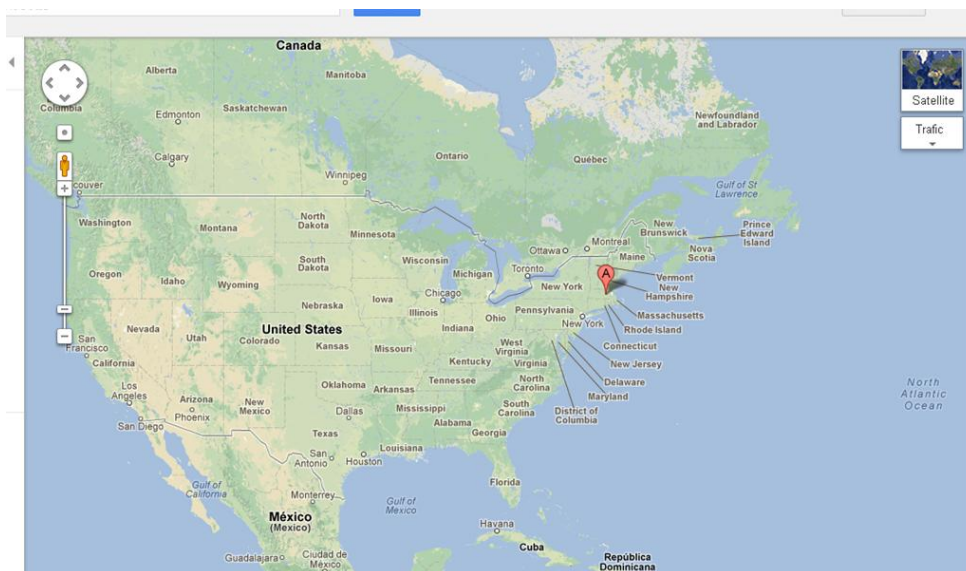 Canada
Alberta
Manitoba
Satellite
Columbia
Edmonton
Saskatchewan
Newfoundland
and Labrador
Trafic
Calgary
Ontario
Québec
Winnipeg
couver
Gulf of St
Lawrence
Washington
Montana
North
Dakota
Minnesota
Ottawa
Montreal
New
Brunswick
Prince
Edward
Island
Nova
Scotia
Maine
Oregon
Idaho
Wyoming
South
Dakota
Wisconsin
Michigan
Toronto
A
Vermont
New
Hampshire
New York
Nebraska
Iowa
Chicago
Illinois
Indiana
Ohio
Pennsylvania
New York
Massachusetts
Rhode Island
Connecticut
New Jersey
Delaware
Maryland
District of
Columbia
San
Francisco
Nevada
Utah
Colorado
United States
Kansas
Missouri
West
Virginia
Virginia
Kentucky
California
Los
Angeles
Arizona
Phoenix
New
Mexico
Oklahoma
Arkansas
Tennessee
North
Carolina
South
Carolina
San Diego
Dallas
Mississippi
Alabama
Georgia
Texas
Louisiana
San
Antonio
Houston
Florida
North
Atlantic
Ocean
Gulf of
California
Monterrey
Gulf of
Mexico
México
(Mexico)
Havana
Cuba
Guadalajara
Ciudad de
México
República
Dominicana